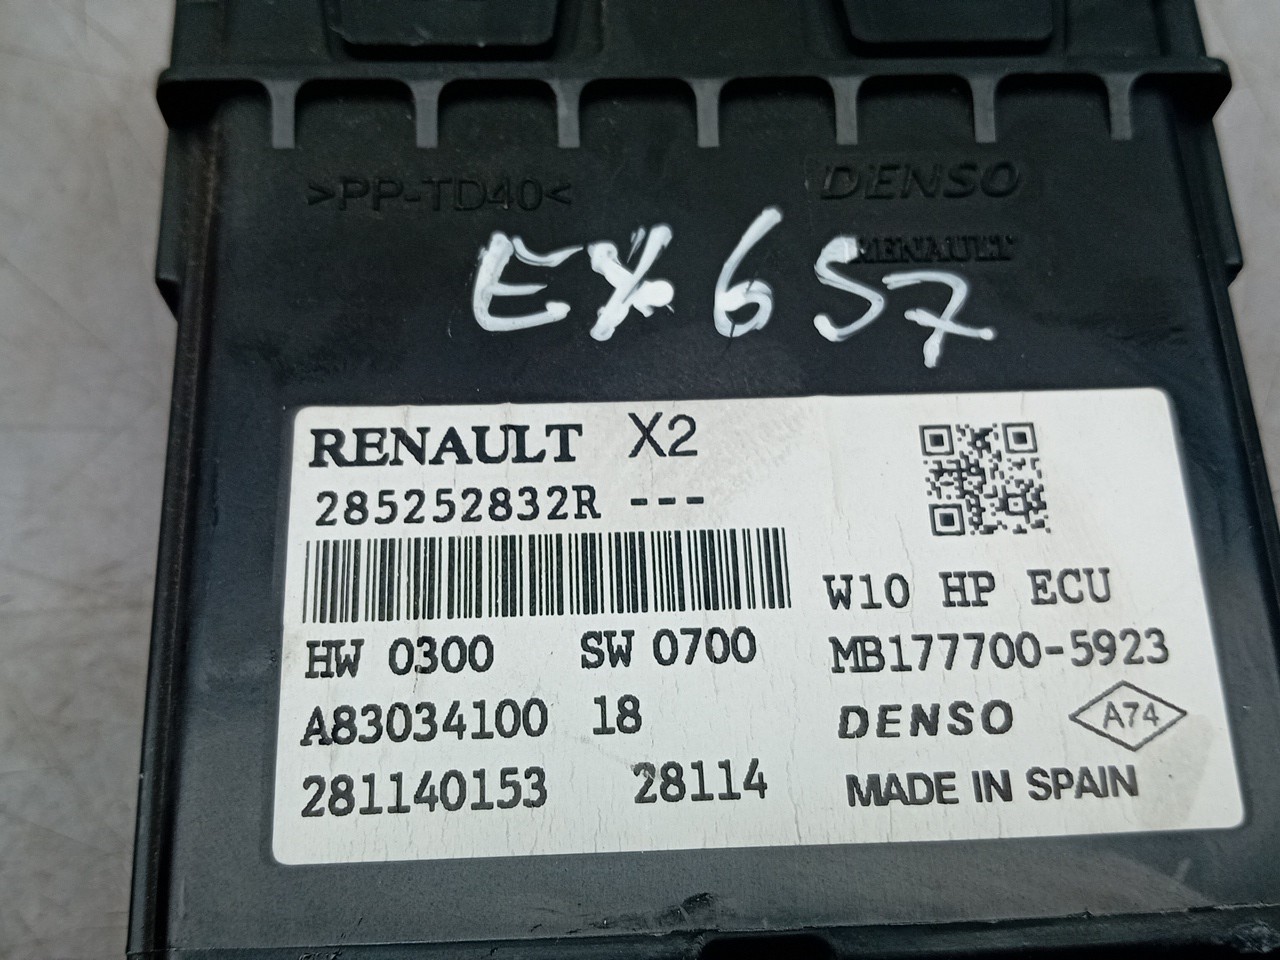 >PP-TD40<
DENSO
RENAULT
EX657
RENAULT X2
285252832R ---
W10 HP ECU
HW 0300 SW 0700
MB177700-5923
A83034100 18
DENSO
A74
281140153 28114
MADE IN SPAIN